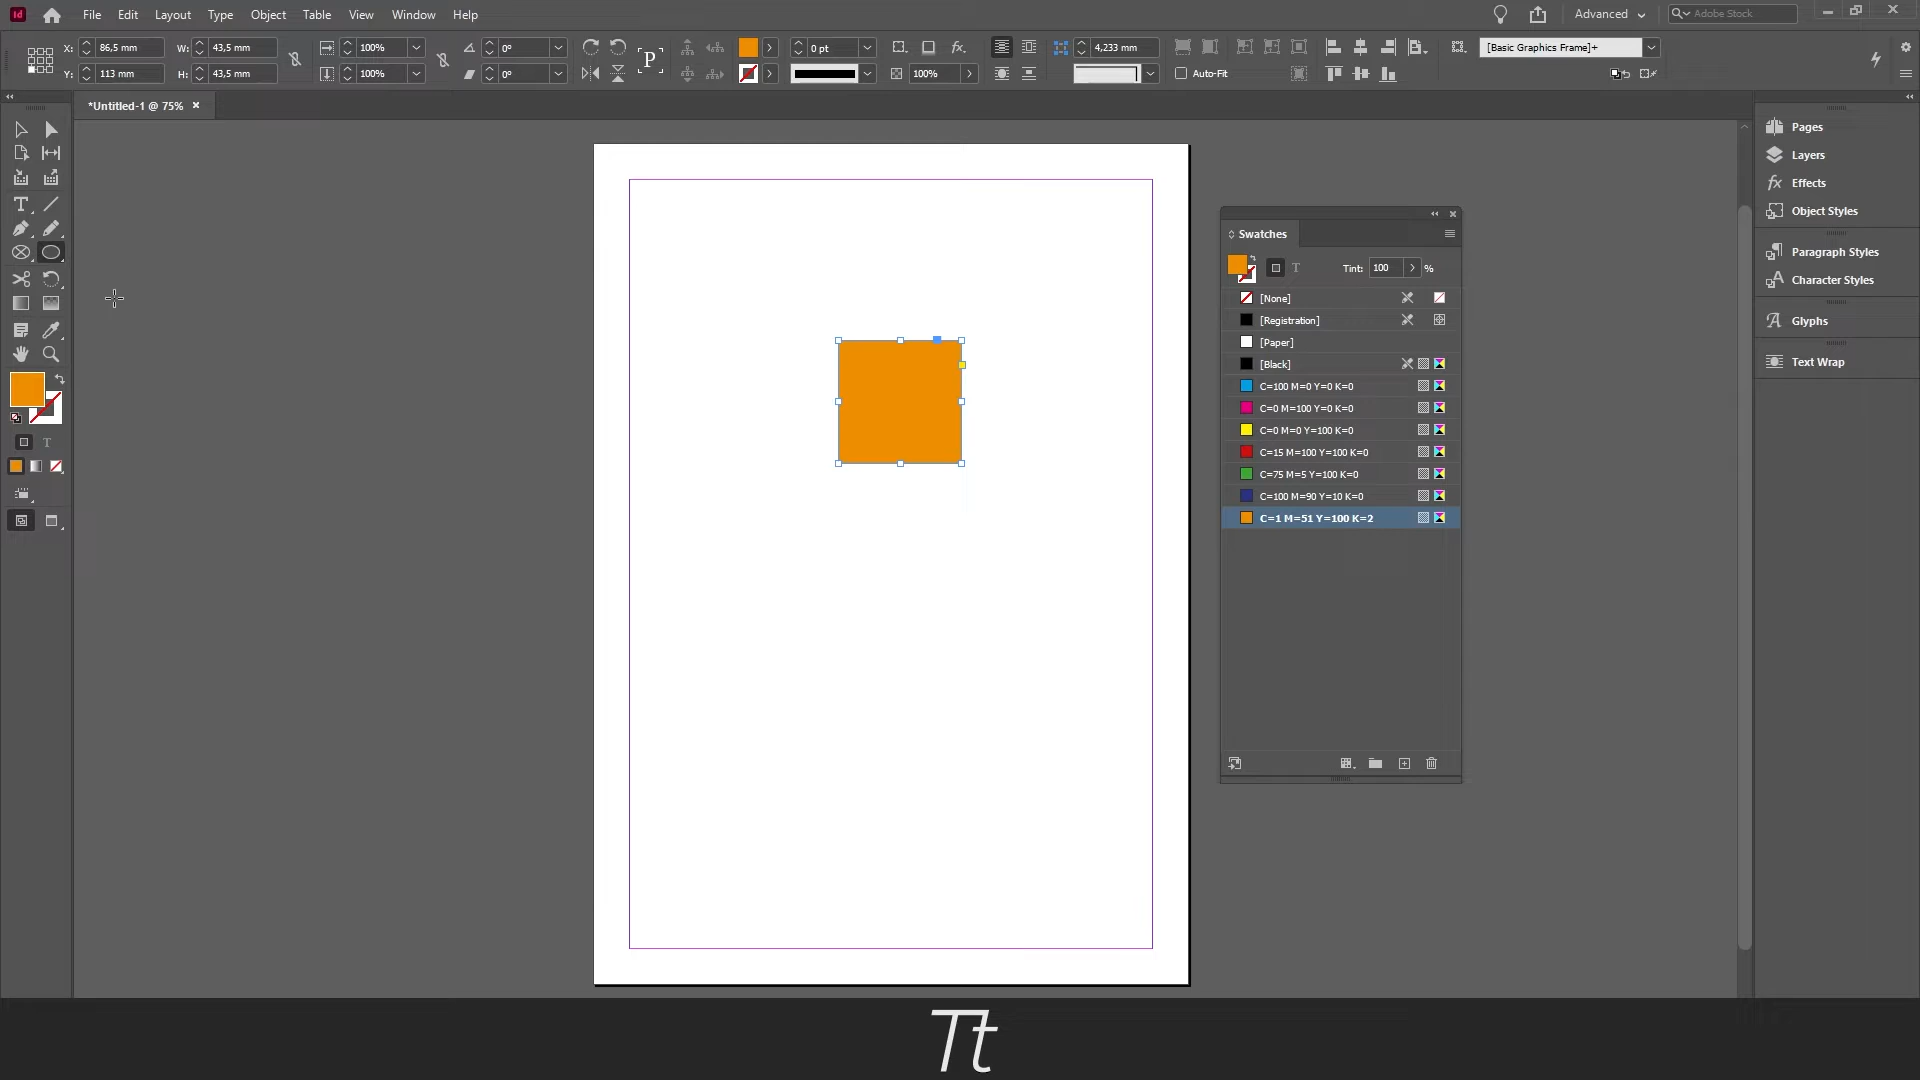 Id File Edit Layout Type Object Table View Window Help Advanced Adobe Stock
X: 86,5 mm W: 43,5 mm 100% 0° P 0 pt fx. 4,233 mm [Basic Graphics Frame]+
Y: 113 mm H: 43,5 mm 100% 0° 100% Auto-Fit
*Untitled-1 @ 75% ×
Pages
Layers
fx Effects
Object Styles
Paragraph Styles
Character Styles
Glyphs
Text Wrap
Swatches
T Tint: 100 %
[None]
[Registration]
[Paper]
[Black]
C=100 M=0 Y=0 K=0
C=0 M=100 Y=0 K=0
C=0 M=0 Y=100 K=0
C=15 M=100 Y=100 K=0
C=75 M=5 Y=100 K=0
C=100 M=90 Y=10 K=0
C=1 M=51 Y=100 K=2
T
T
Tt